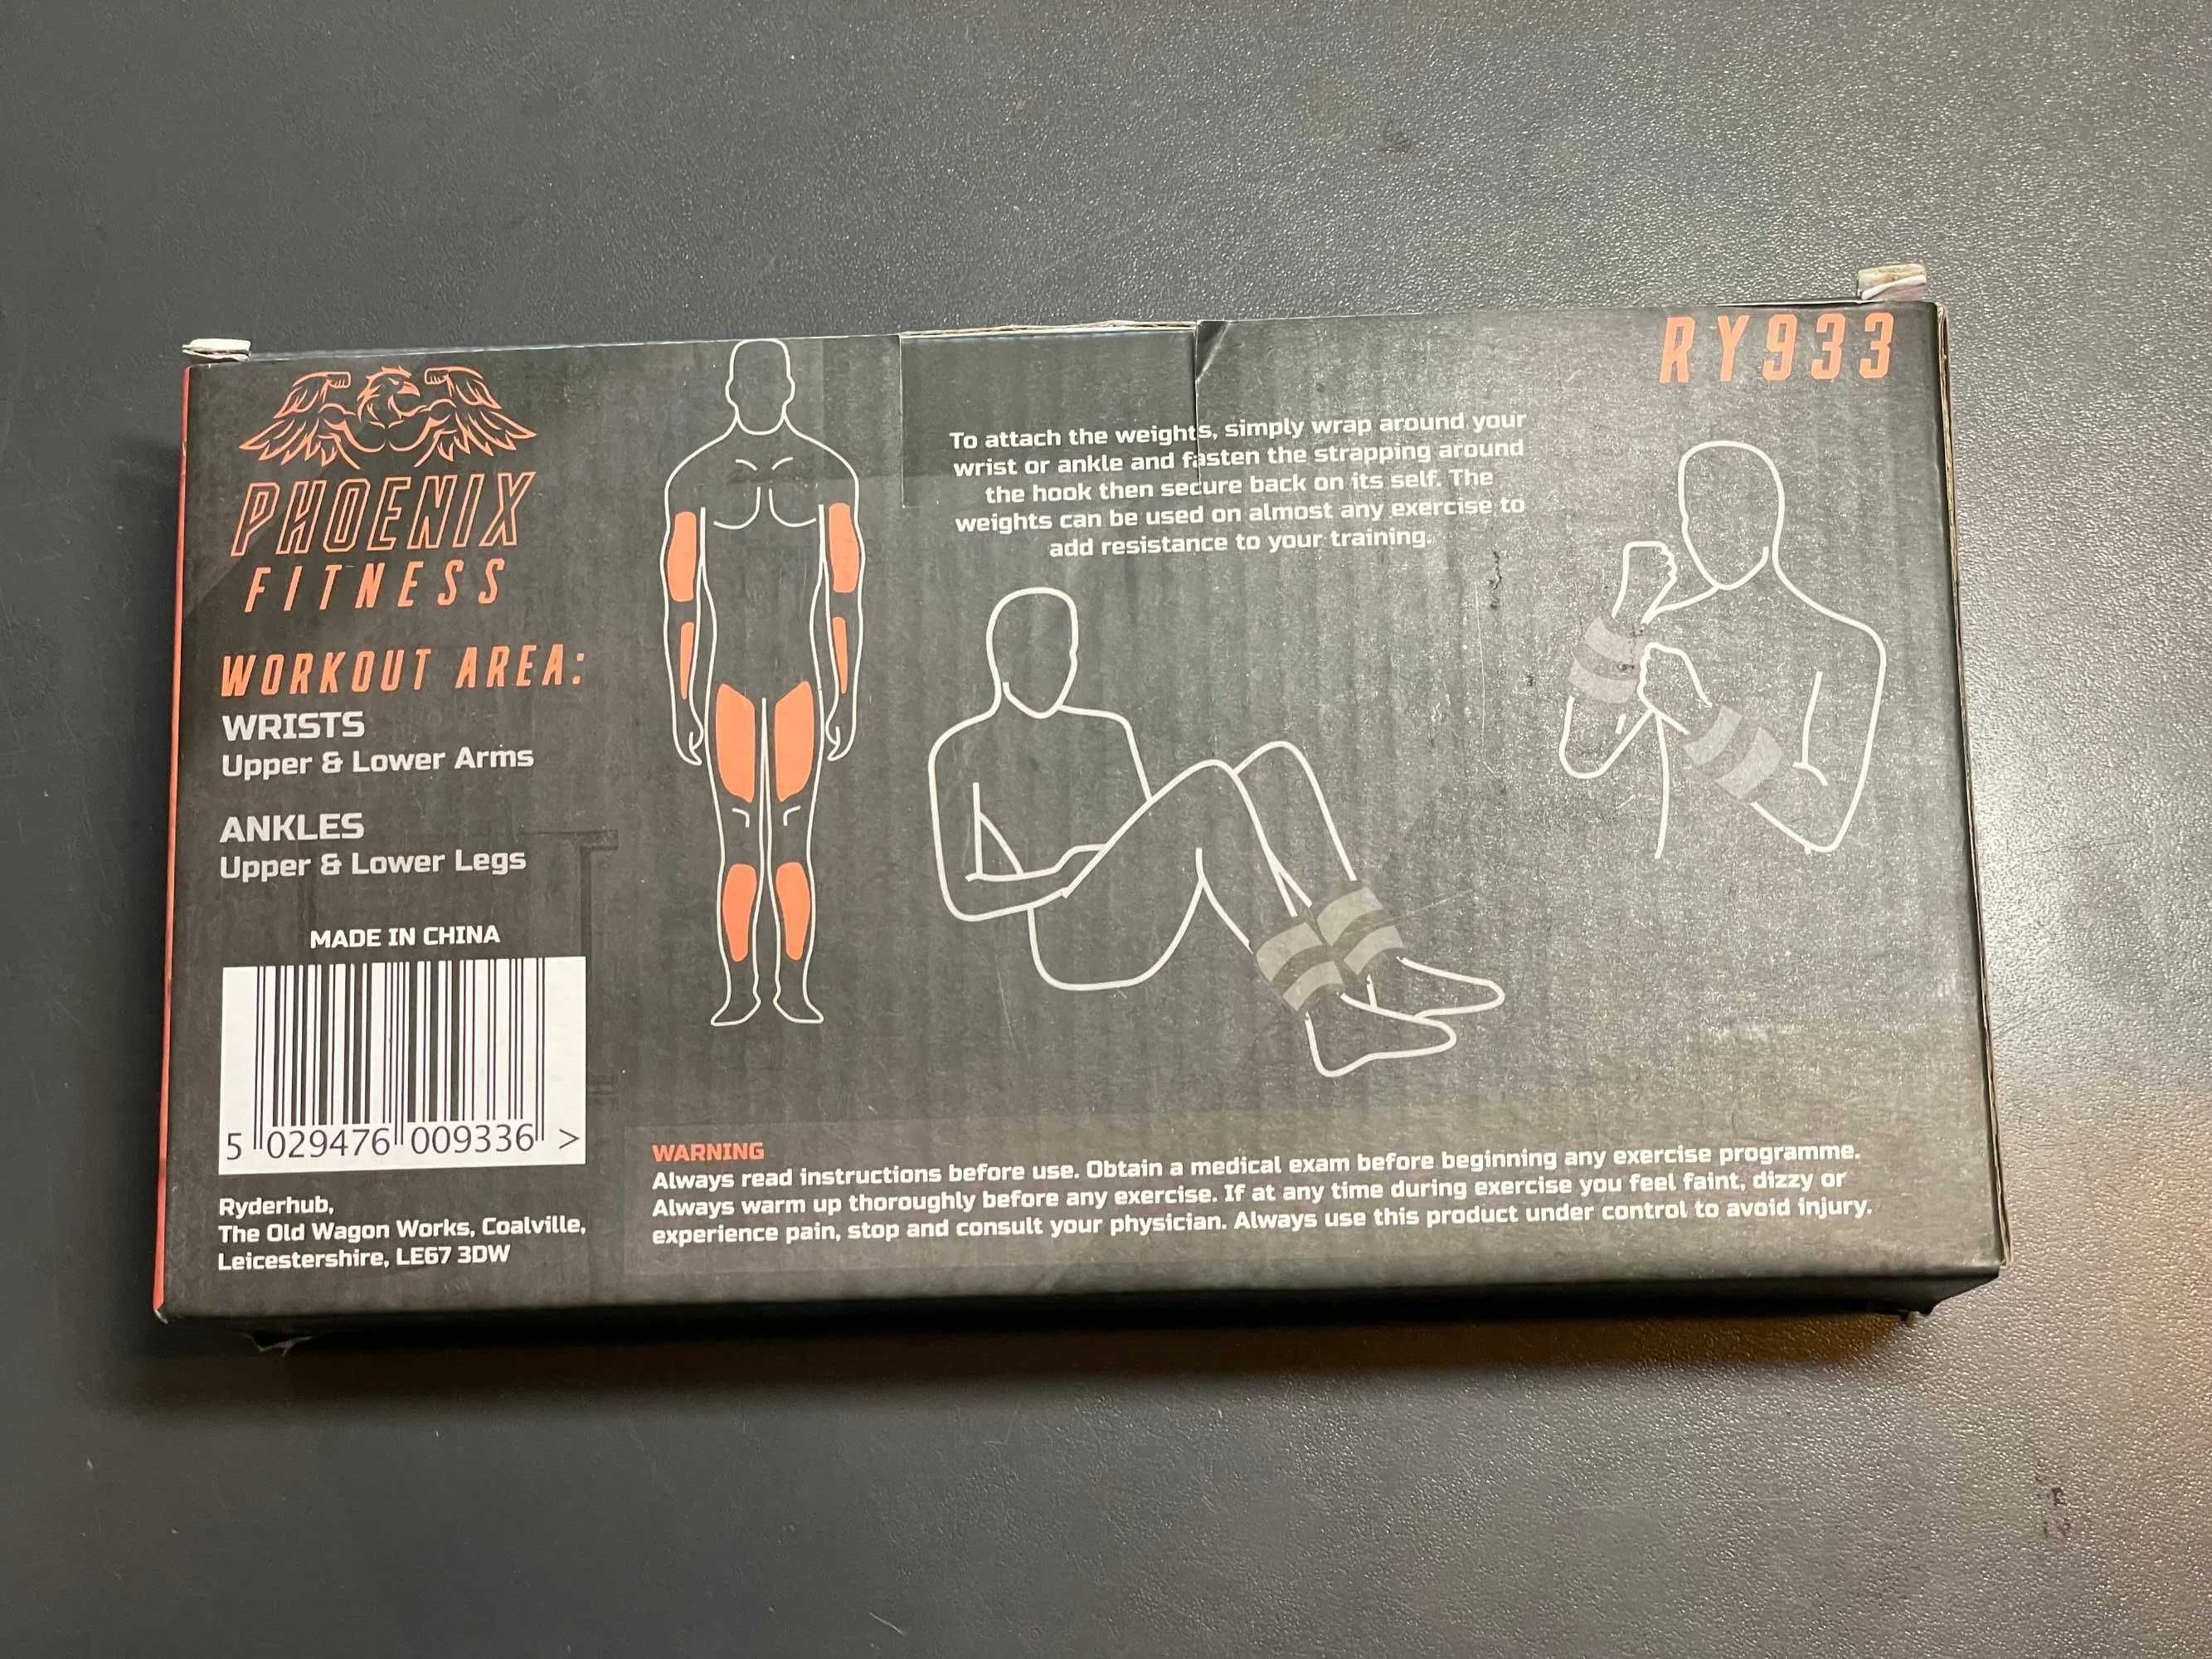 PHOENIX
FITNESS
WORKOUT AREA:
WRISTS
Upper & Lower Arms
ANKLES
Upper & Lower Legs
MADE IN CHINA
5 029476 009336 >
Ryderhub,
The Old Wagon Works, Coalville,
Leicestershire, LE67 3DW
RY933
To attach the weights, simply wrap around your
wrist or ankle and fasten the strapping around
the hook then secure back on its self. The
weights can be used on almost any exercise to
add resistance to your training.
WARNING
Always read instructions before use. Obtain a medical exam before beginning any exercise programme.
Always warm up thoroughly before any exercise. If at any time during exercise you feel faint, dizzy or
experience pain, stop and consult your physician. Always use this product under control to avoid injury.